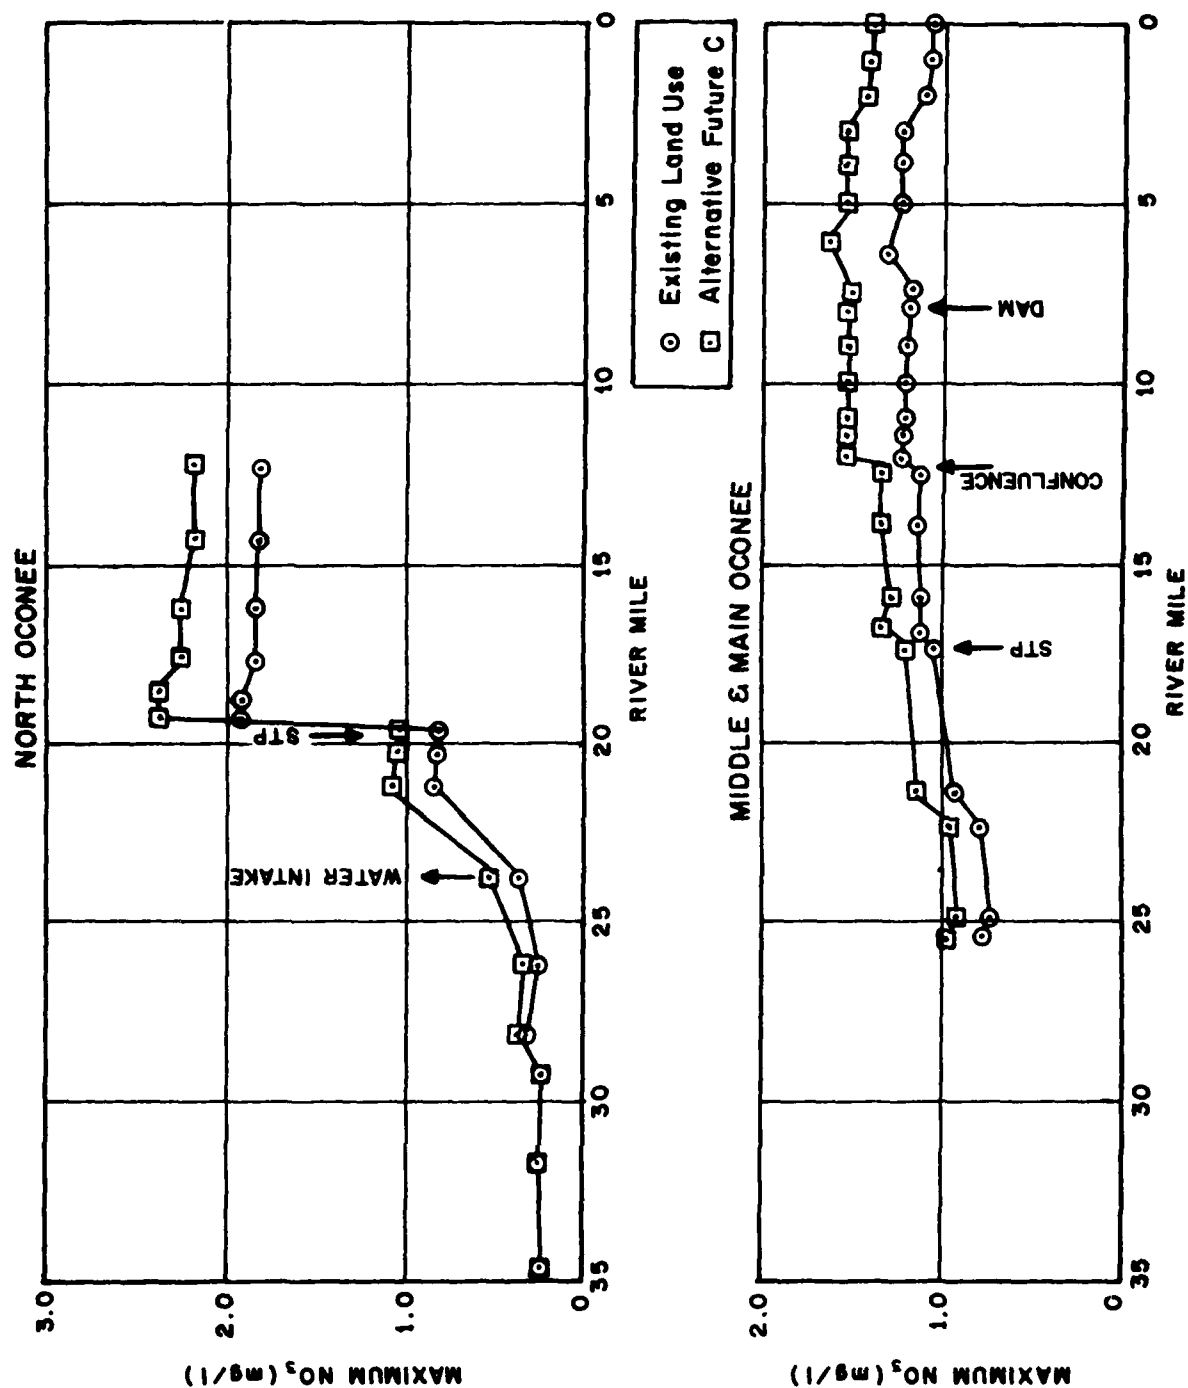 NORTH OCONEE
MAXIMUM NO₃ (mg/l)
3.0
2.0
1.0
0
WATER INTAKE
STP
35
30
25
20
15
10
5
0
RIVER MILE
Existing Land Use
Alternative Future C
MIDDLE & MAIN OCONEE
MAXIMUM NO₃ (mg/l)
2.0
1.0
0
STP
CONFLUENCE
DAM
35
30
25
20
15
10
5
0
RIVER MILE